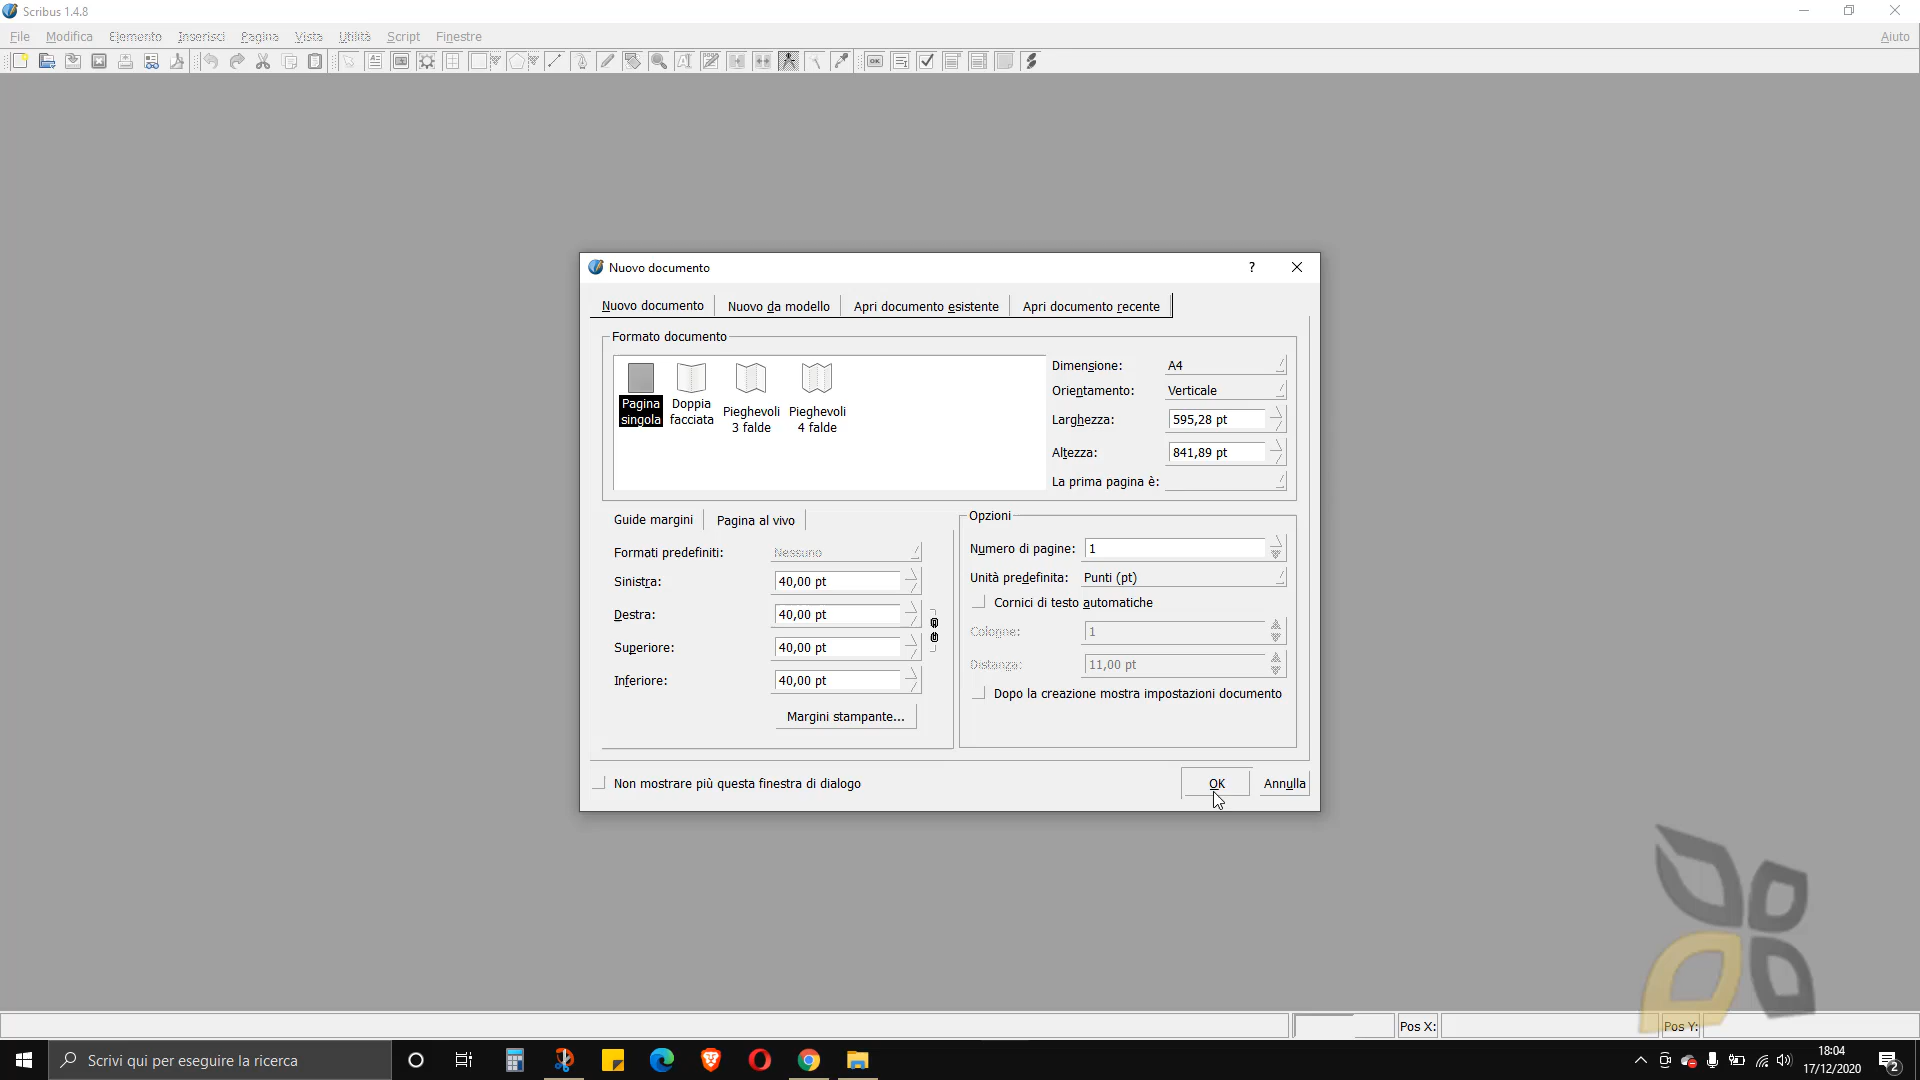 Scribus 1.4.8
File Modifica Elemento Inserisci Pagina Vista Utilità Script Finestre Aiuto
OK
Nuovo documento ?
Nuovo documento Nuovo da modello Apri documento esistente Apri documento recente
Formato documento
Pagina singola
Doppia facciata
Pieghevoli 3 falde
Pieghevoli 4 falde
Dimensione: A4
Orientamento: Verticale
Larghezza: 595,28 pt
Altezza: 841,89 pt
La prima pagina è:
Guide margini Pagina al vivo
Formati predefiniti: Nessuno
Sinistra: 40,00 pt
Destra: 40,00 pt
Superiore: 40,00 pt
Inferiore: 40,00 pt
Margini stampante...
Opzioni
Numero di pagine: 1
Unità predefinita: Punti (pt)
Cornici di testo automatiche
Colonne: 1
Distanza: 11,00 pt
Dopo la creazione mostra impostazioni documento
Non mostrare più questa finestra di dialogo
OK Annulla
Pos X: Pos Y:
Scrivi qui per eseguire la ricerca
18:04
17/12/2020
2